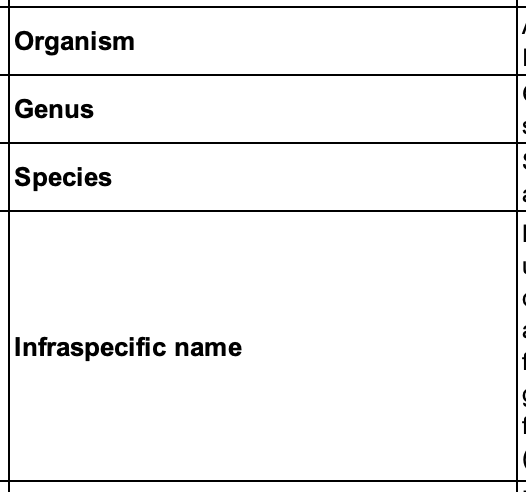 Organism
Genus
Species
Infraspecific name